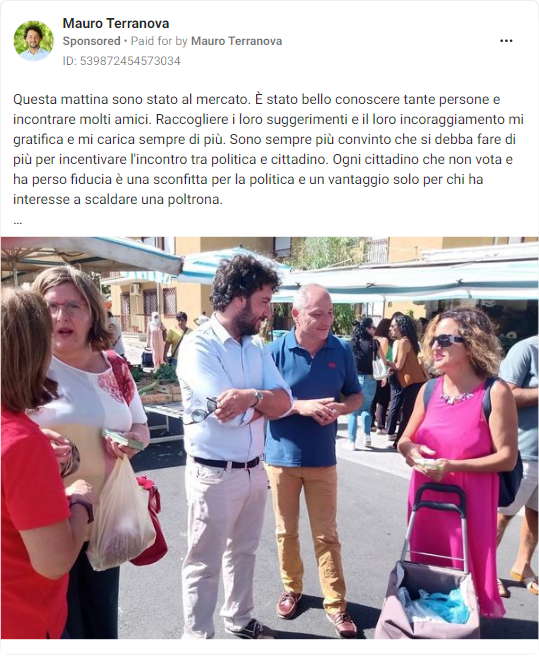 Mauro Terranova
Sponsored • Paid for by Mauro Terranova
ID: 539872454573034
Questa mattina sono stato al mercato. È stato bello conoscere tante persone e
incontrare molti amici. Raccogliere i loro suggerimenti e il loro incoraggiamento mi
gratifica e mi carica sempre di più. Sono sempre più convinto che si debba fare di
più per incentivare l'incontro tra politica e cittadino. Ogni cittadino che non vota e
ha perso fiducia è una sconfitta per la politica e un vantaggio solo per chi ha
interesse a scaldare una poltrona.
...